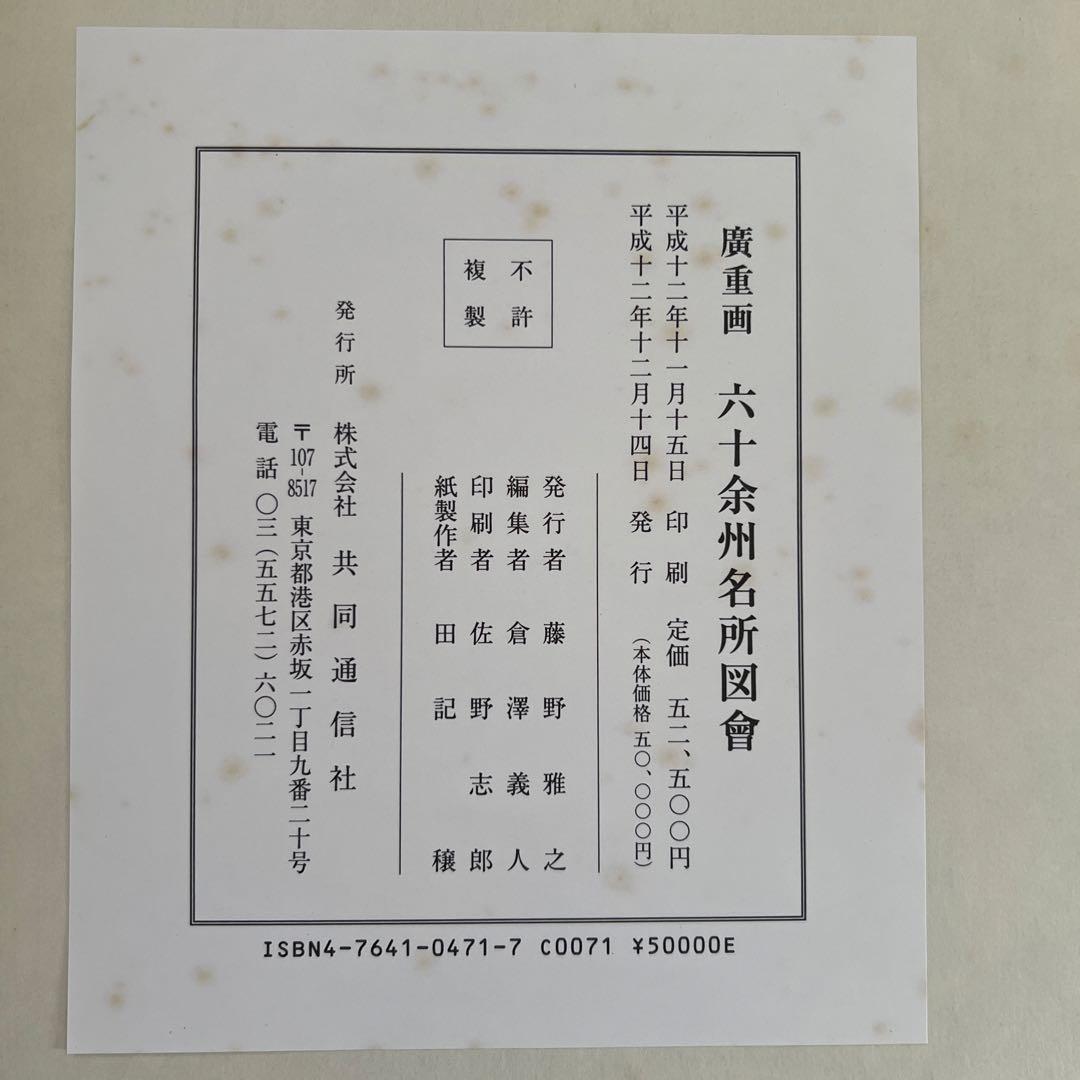 廣重画　六十余州名所図會
平成十二年十一月十五日　印刷　定価　五二、五〇〇円
平成十二年十二月十四日　発行　（本体価格 五〇、〇〇〇円）
不許
複製
発行者　藤野雅之
編集者　倉澤義人
印刷者　佐野志郎
紙製作者　田記穣
発行所　株式会社　共同通信社
〒107-8517　東京都港区赤坂一丁目九番二十号
電話　〇三（五五七二）六〇二一
ISBN4-7641-0471-7 C0071 ¥50000E